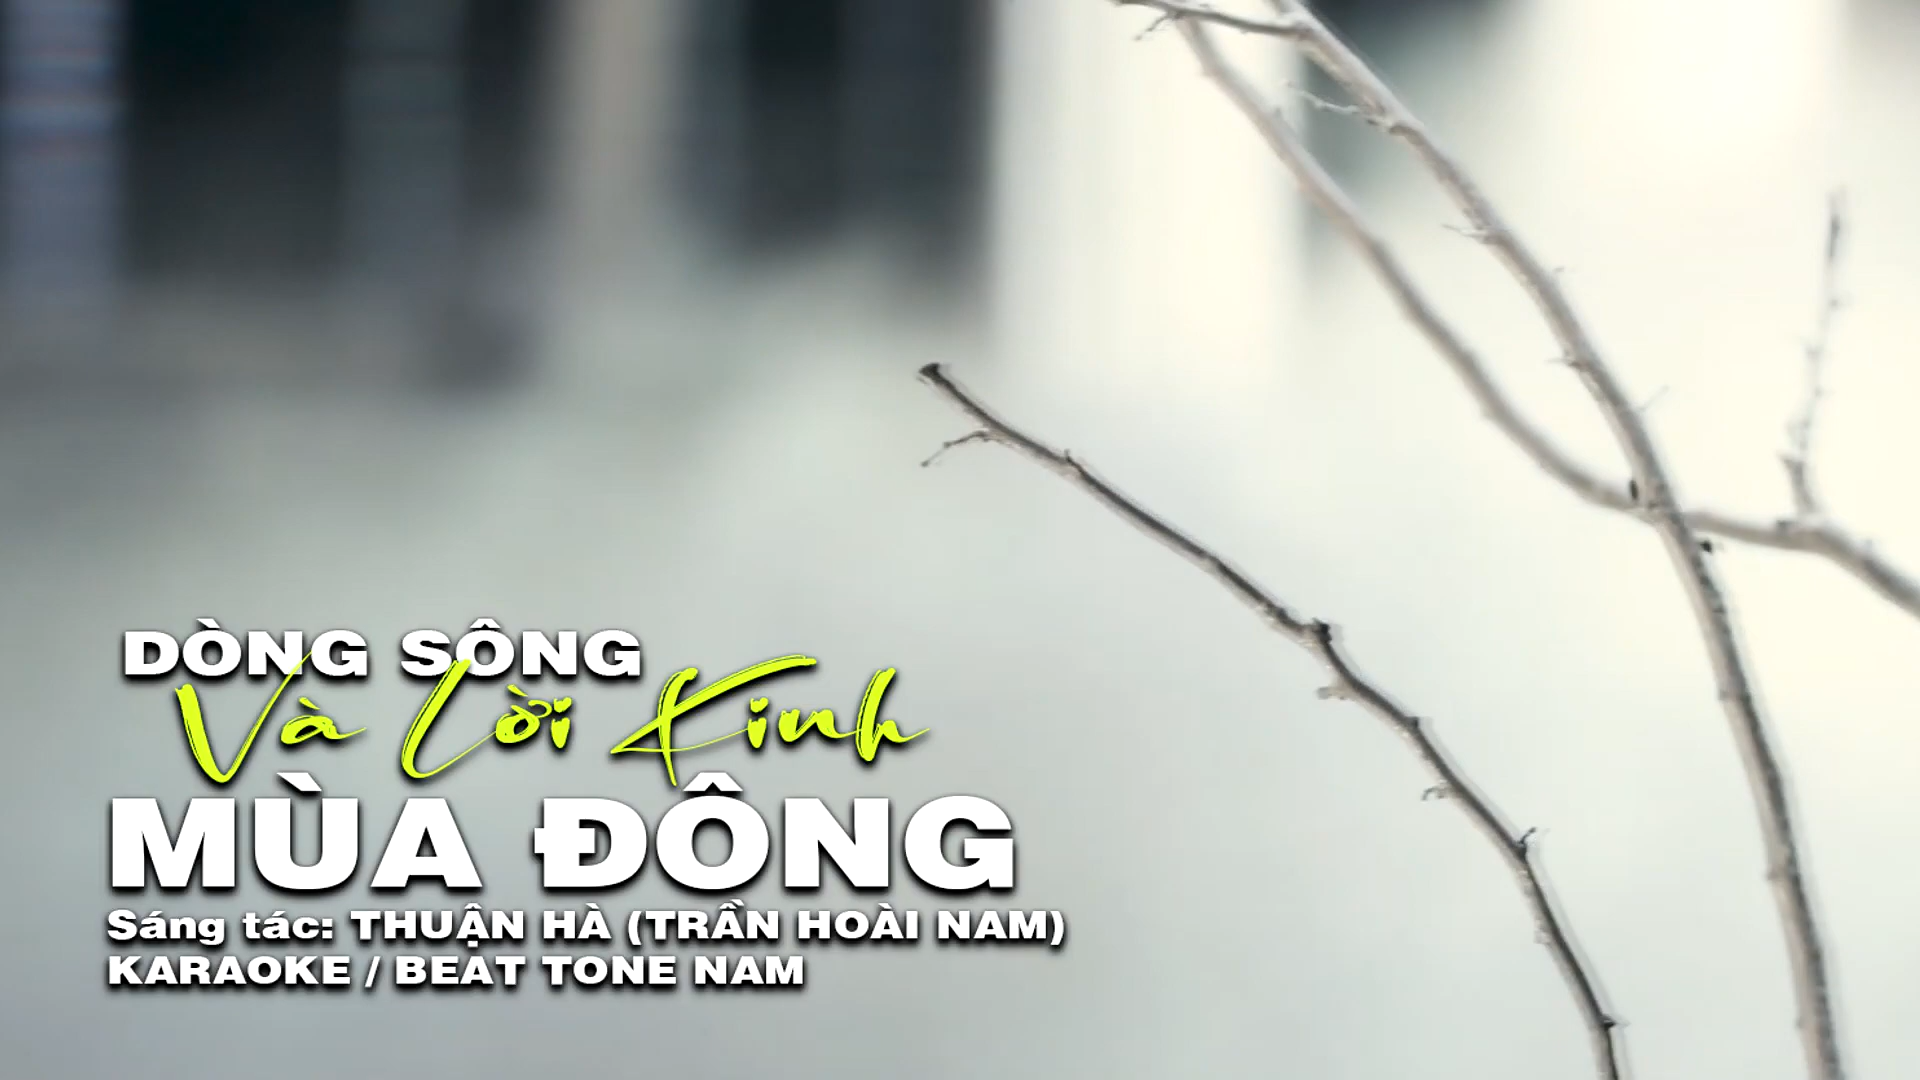 DÒNG SÔNG
Và Lời Kinh
MÙA ĐÔNG
Sáng tác: THUẬN HÀ (TRẦN HOÀI NAM)
KARAOKE / BEAT TONE NAM